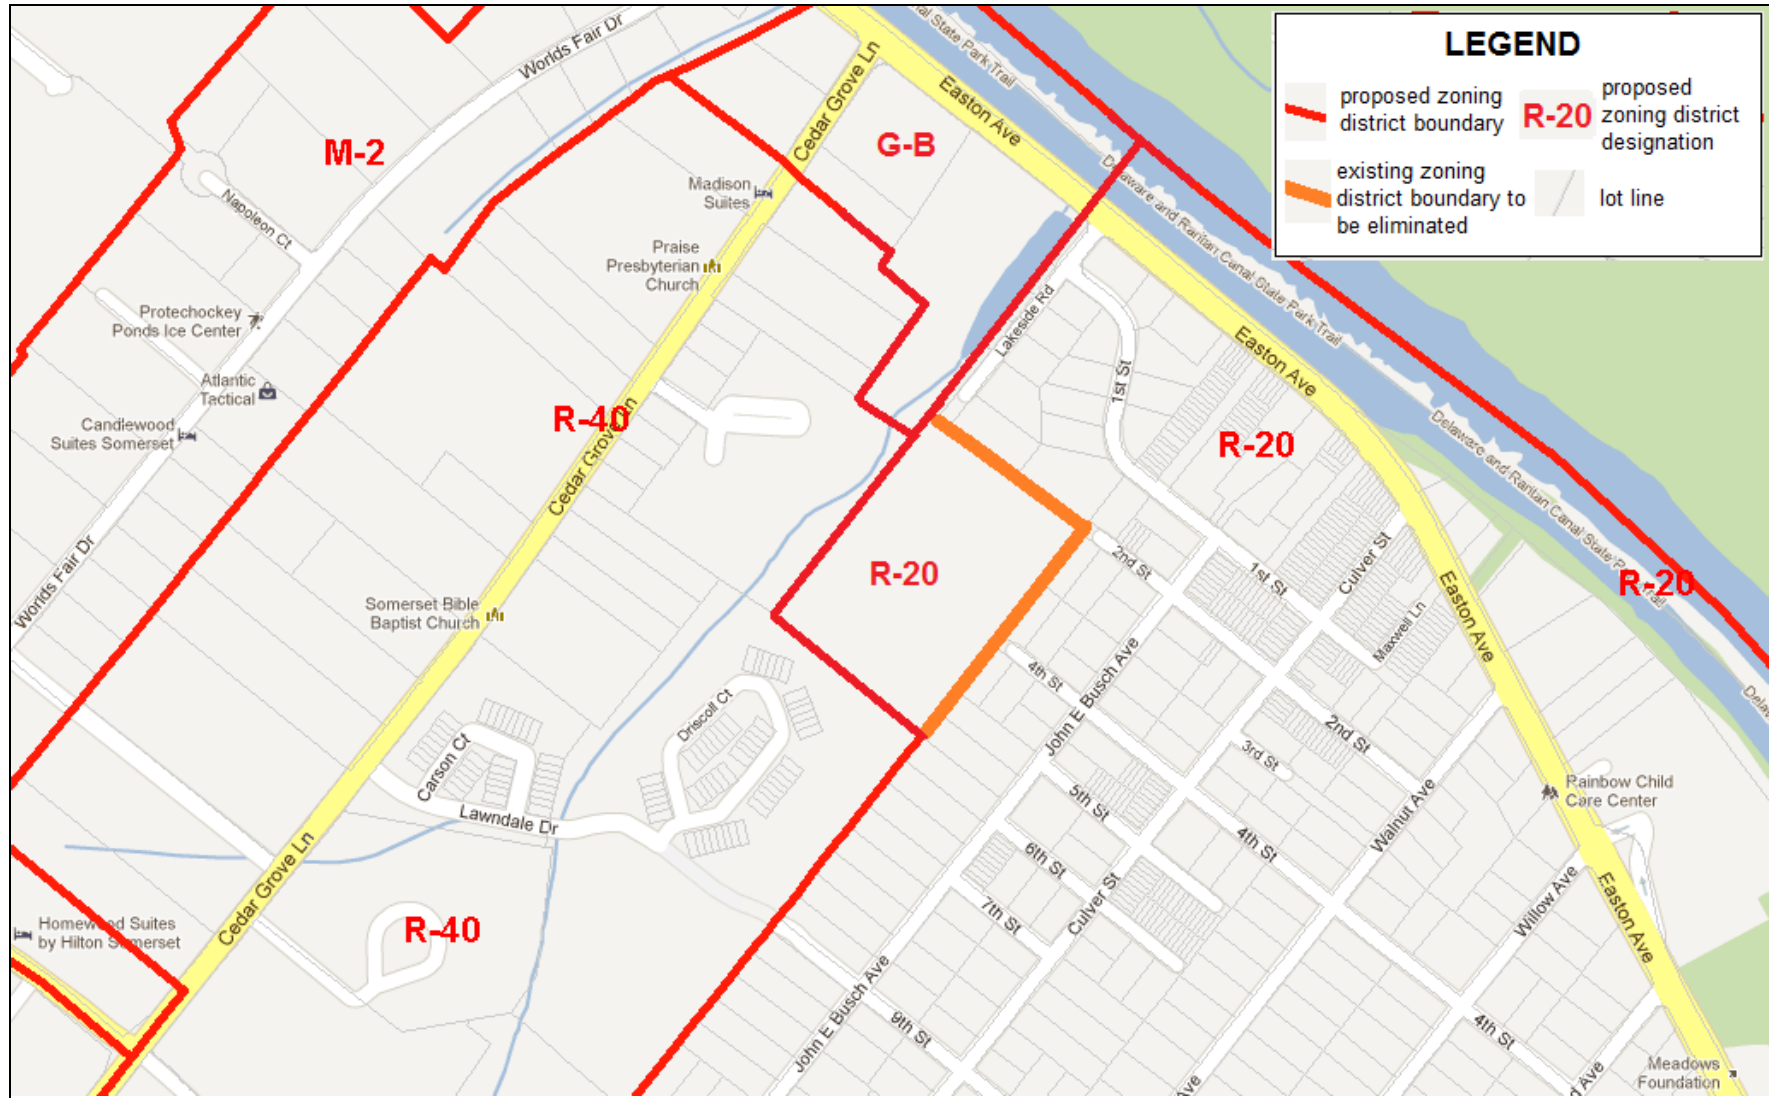 LEGEND
proposed zoning
district boundary
R-20
proposed
zoning district
designation
existing zoning
district boundary to
be eliminated
lot line
Worlds Fair Dr
Cedar Grove Ln
Easton Ave
Delaware and Raritan Canal State Park Trail
M-2
G-B
Madison
Suites
Napoleon Ct
Praise
Presbyterian
Church
Protechockey
Ponds Ice Center
Lakeside Rd
Easton Ave
1st St
Atlantic
Tactical
Candlewood
Suites Somerset
R-40
Cedar Grove Ln
R-20
Delaware and Raritan Canal State Park Trail
Worlds Fair Dr
2nd St
1st St
Culver St
R-20
R-20
Easton Ave
Maxwell Ln
Somerset Bible
Baptist Church
4th St
John E Busch Ave
Driscoll Ct
2nd St
3rd St
Carson Ct
Lawndale Dr
5th St
Walnut Ave
Rainbow Child
Care Center
4th St
Cedar Grove Ln
6th St
Culver St
7th St
Willow Ave
Easton Ave
Homewood Suites
by Hilton Somerset
R-40
John E Busch Ave
9th St
4th St
Meadows
Foundation